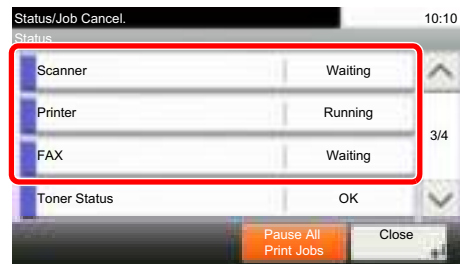 Status/Job Cancel. 10:10
Status
Scanner Waiting
Printer Running
3/4
FAX Waiting
Toner Status OK
Pause All Close
Print Jobs